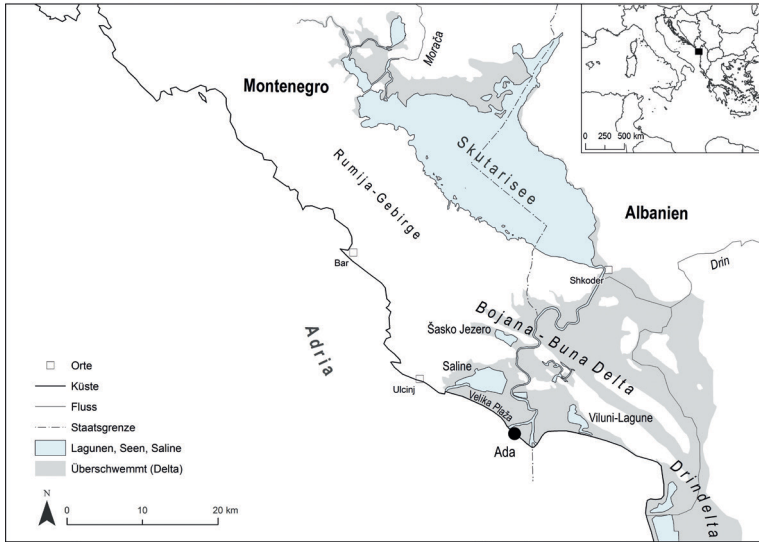 Montenegro
Morača
Skutarisee
Rumija-Gebirge
Albanien
Drin
Bar
Shkoder
Adria
Bojana - Buna Delta
Šasko Jezero
Saline
Ulcinj
Velika Plaža
Viluni-Lagune
Ada
Drindelta
0 250 500 km
Orte
Küste
Fluss
Staatsgrenze
Lagunen, Seen, Saline
Überschwemmt (Delta)
N
0 10 20 km